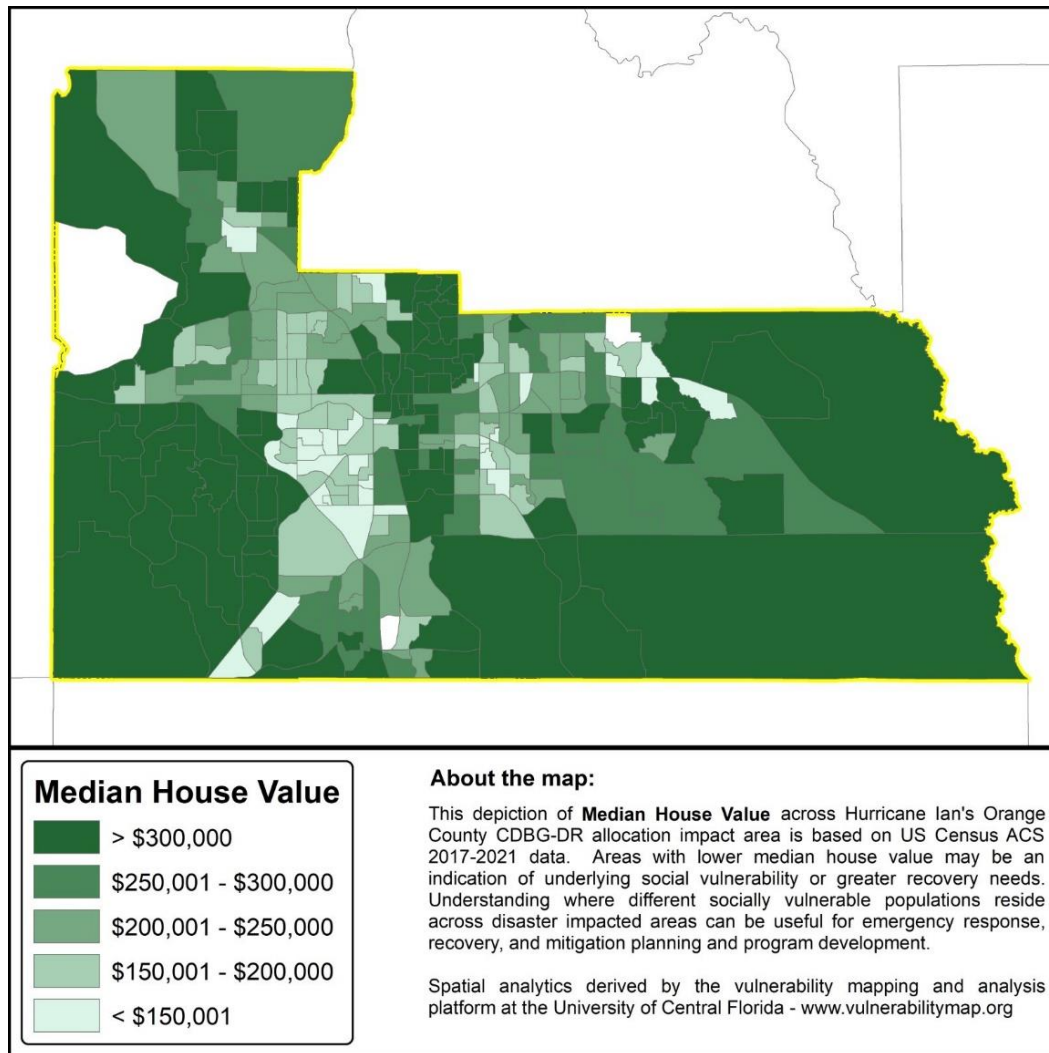 Median House Value
> $300,000
$250,001 - $300,000
$200,001 - $250,000
$150,001 - $200,000
< $150,001
About the map:
This depiction of Median House Value across Hurricane Ian's Orange
County CDBG-DR allocation impact area is based on US Census ACS
2017-2021 data. Areas with lower median house value may be an
indication of underlying social vulnerability or greater recovery needs.
Understanding where different socially vulnerable populations reside
across disaster impacted areas can be useful for emergency response,
recovery, and mitigation planning and program development.
Spatial analytics derived by the vulnerability mapping and analysis
platform at the University of Central Florida - www.vulnerabilitymap.org